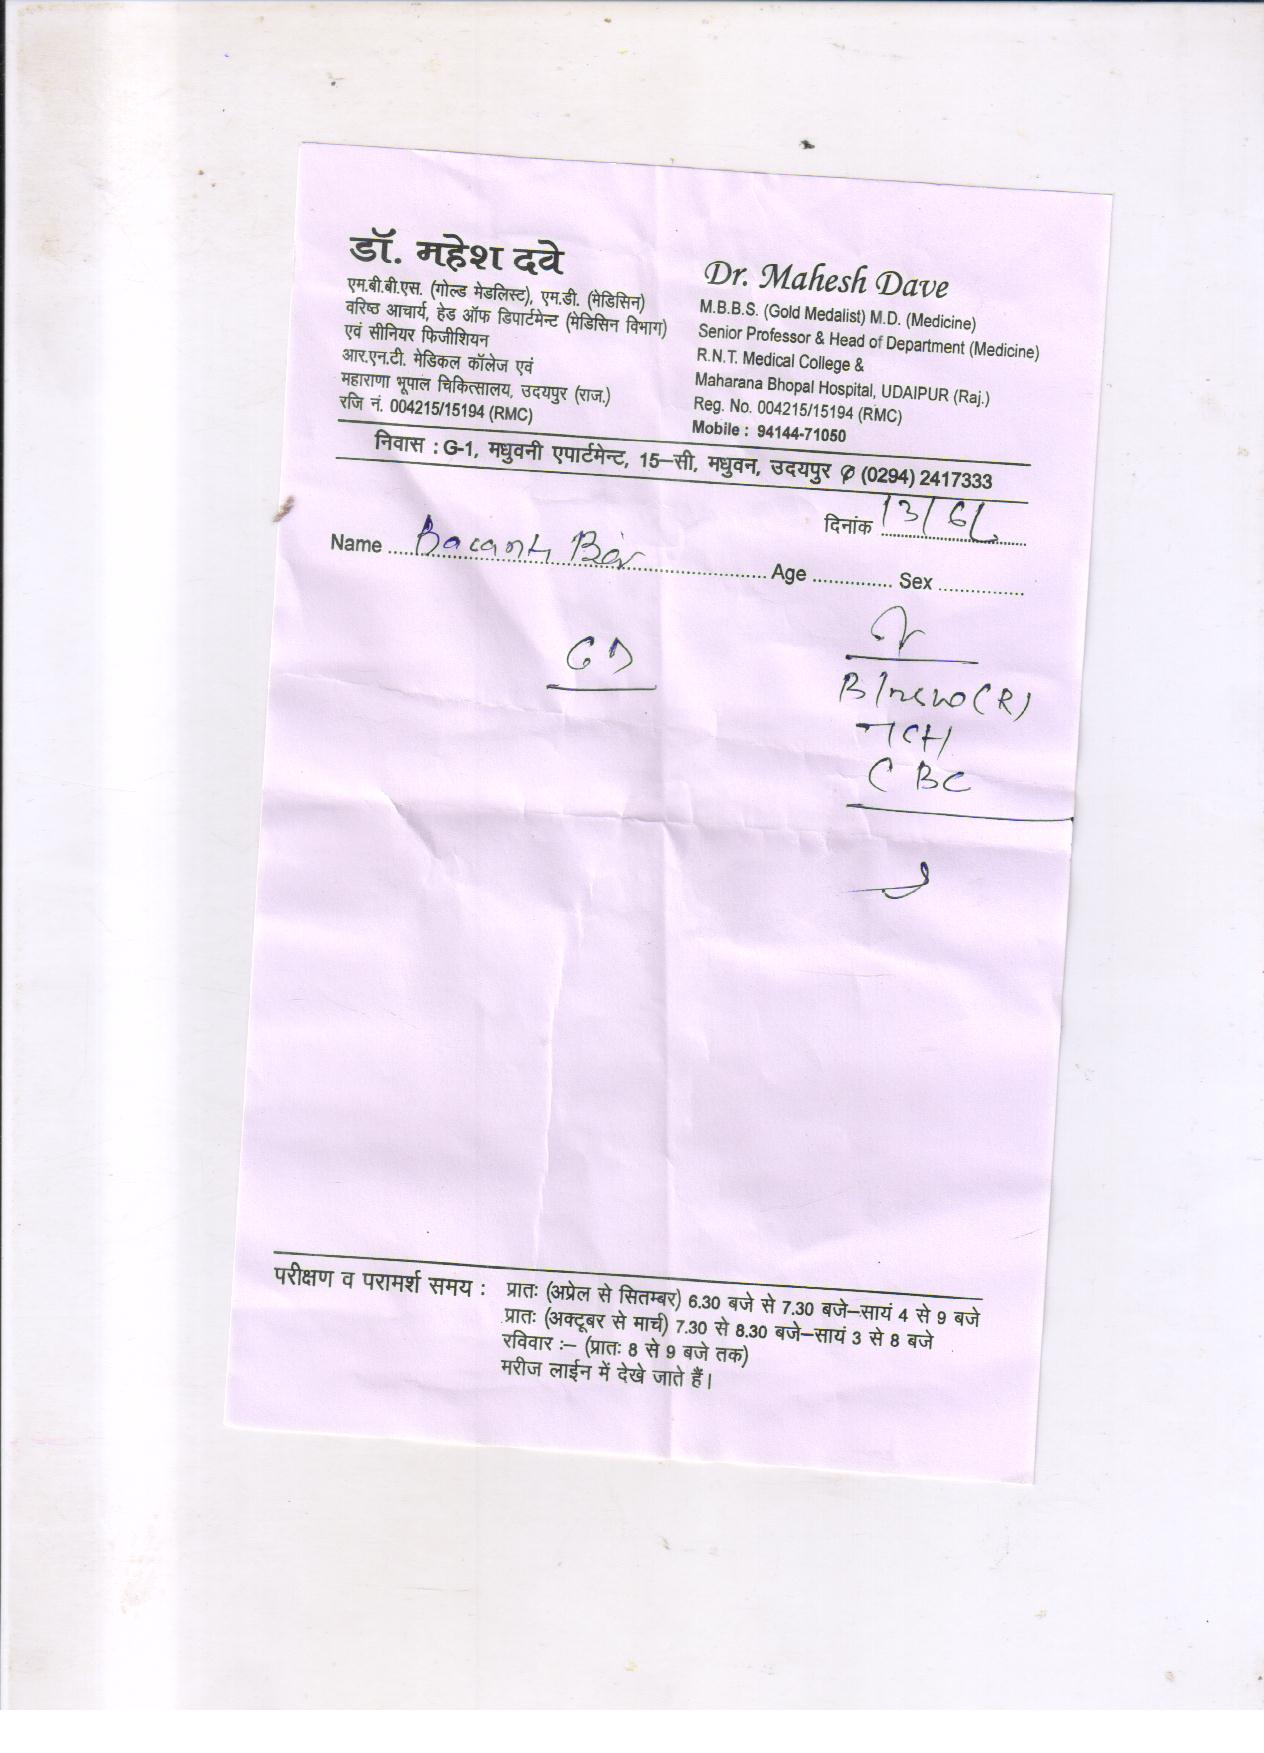 डॉ. महेश दवे
एम.बी.बी.एस. (गोल्ड मेडलिस्ट), एम.डी. (मेडिसिन)
वरिष्ठ आचार्य, हेड ऑफ डिपार्टमेन्ट (मेडिसिन विभाग)
एवं सीनियर फिजीशियन
आर.एन.टी. मेडिकल कॉलेज एवं
महाराणा भूपाल चिकित्सालय, उदयपुर (राज.)
रजि नं. 004215/15194 (RMC)
Dr. Mahesh Dave
M.B.B.S. (Gold Medalist) M.D. (Medicine)
Senior Professor & Head of Department (Medicine)
R.N.T. Medical College &
Maharana Bhopal Hospital, UDAIPUR (Raj.)
Reg. No. 004215/15194 (RMC)
Mobile : 94144-71050
निवास : G-1, मधुवनी एपार्टमेन्ट, 15–सी, मधुवन, उदयपुर ✆ (0294) 2417333
दिनांक 13/6/
Name Age Sex
(R)
CBC
परीक्षण व परामर्श समय : प्रातः (अप्रेल से सितम्बर) 6.30 बजे से 7.30 बजे–सायं 4 से 9 बजे
प्रातः (अक्टूबर से मार्च) 7.30 से 8.30 बजे–सायं 3 से 8 बजे
रविवार :– (प्रातः 8 से 9 बजे तक)
मरीज लाईन में देखे जाते हैं।